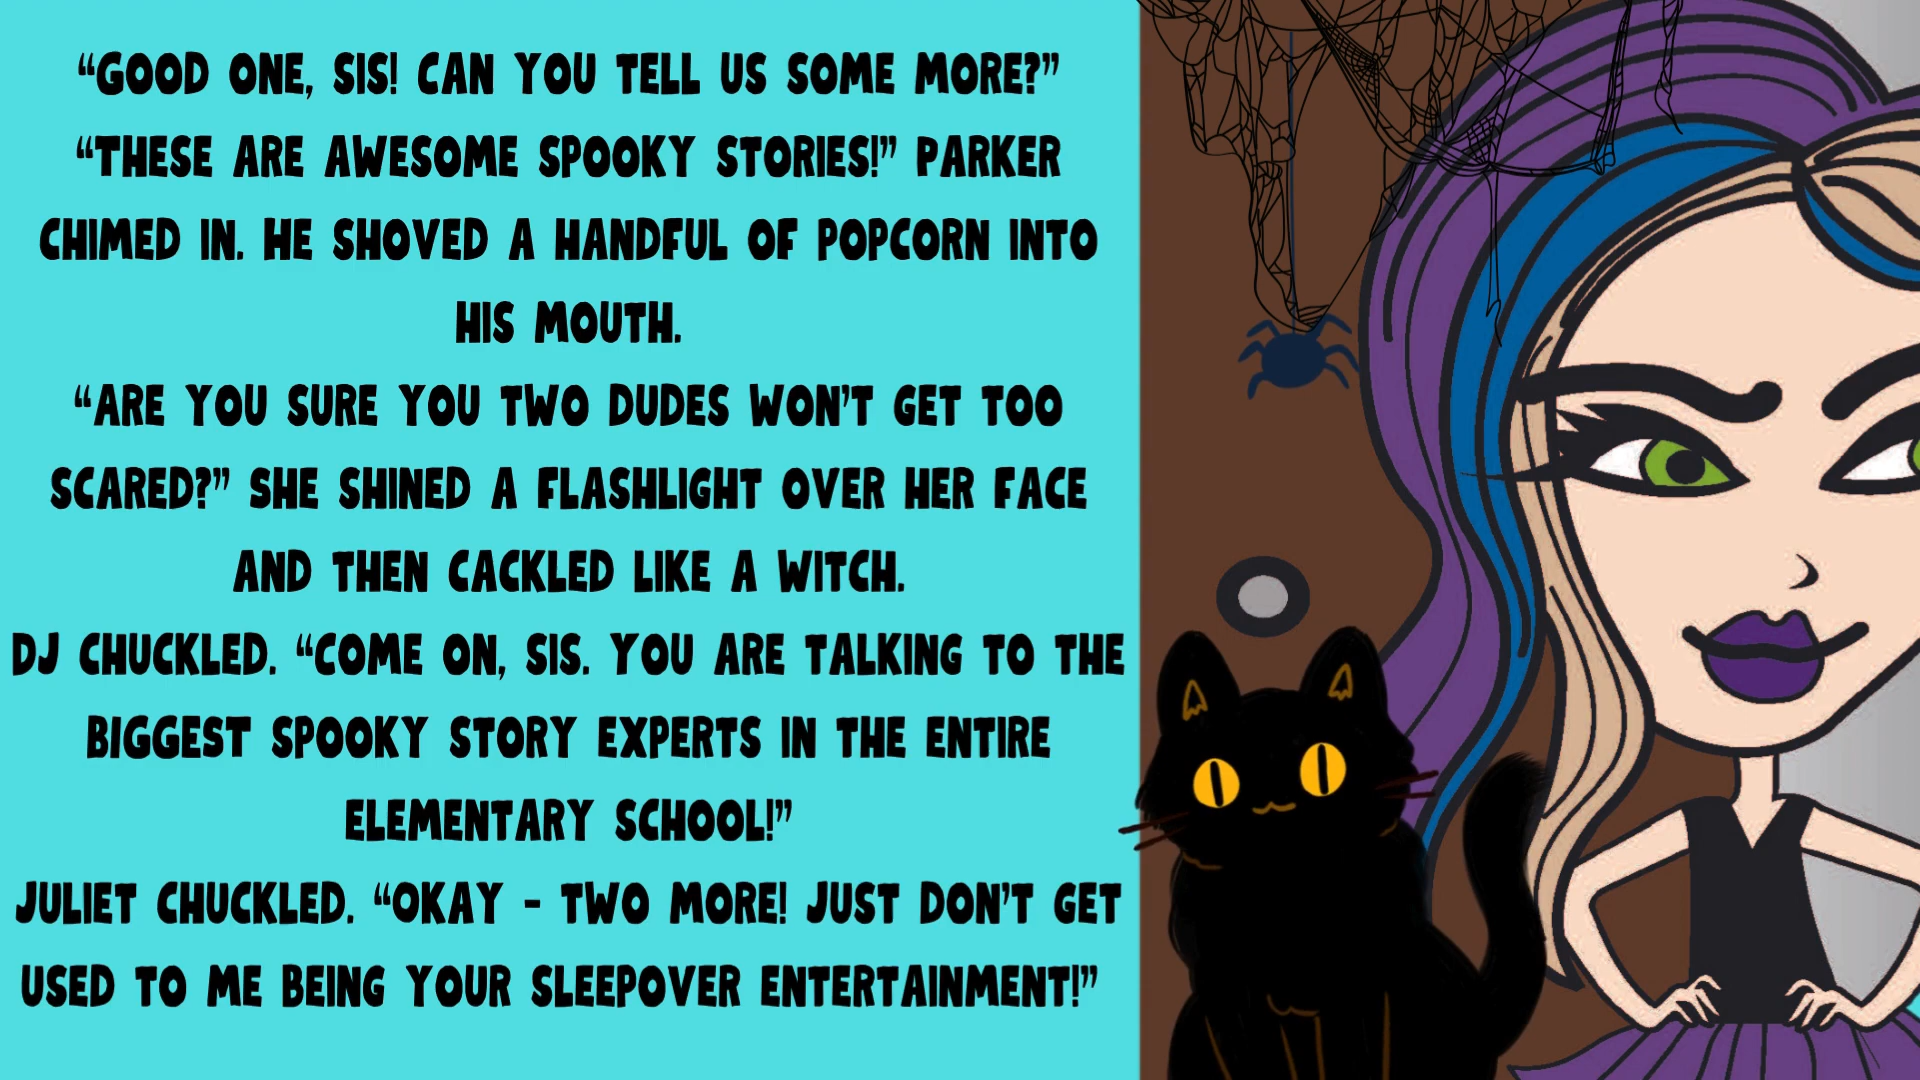 “GOOD ONE, SIS! CAN YOU TELL US SOME MORE?”
“THESE ARE AWESOME SPOOKY STORIES!” PARKER
CHIMED IN. HE SHOVED A HANDFUL OF POPCORN INTO
HIS MOUTH.
“ARE YOU SURE YOU TWO DUDES WON’T GET TOO
SCARED?” SHE SHINED A FLASHLIGHT OVER HER FACE
AND THEN CACKLED LIKE A WITCH.
DJ CHUCKLED. “COME ON, SIS. YOU ARE TALKING TO THE
BIGGEST SPOOKY STORY EXPERTS IN THE ENTIRE
ELEMENTARY SCHOOL!”
JULIET CHUCKLED. “OKAY - TWO MORE! JUST DON’T GET
USED TO ME BEING YOUR SLEEPOVER ENTERTAINMENT!”